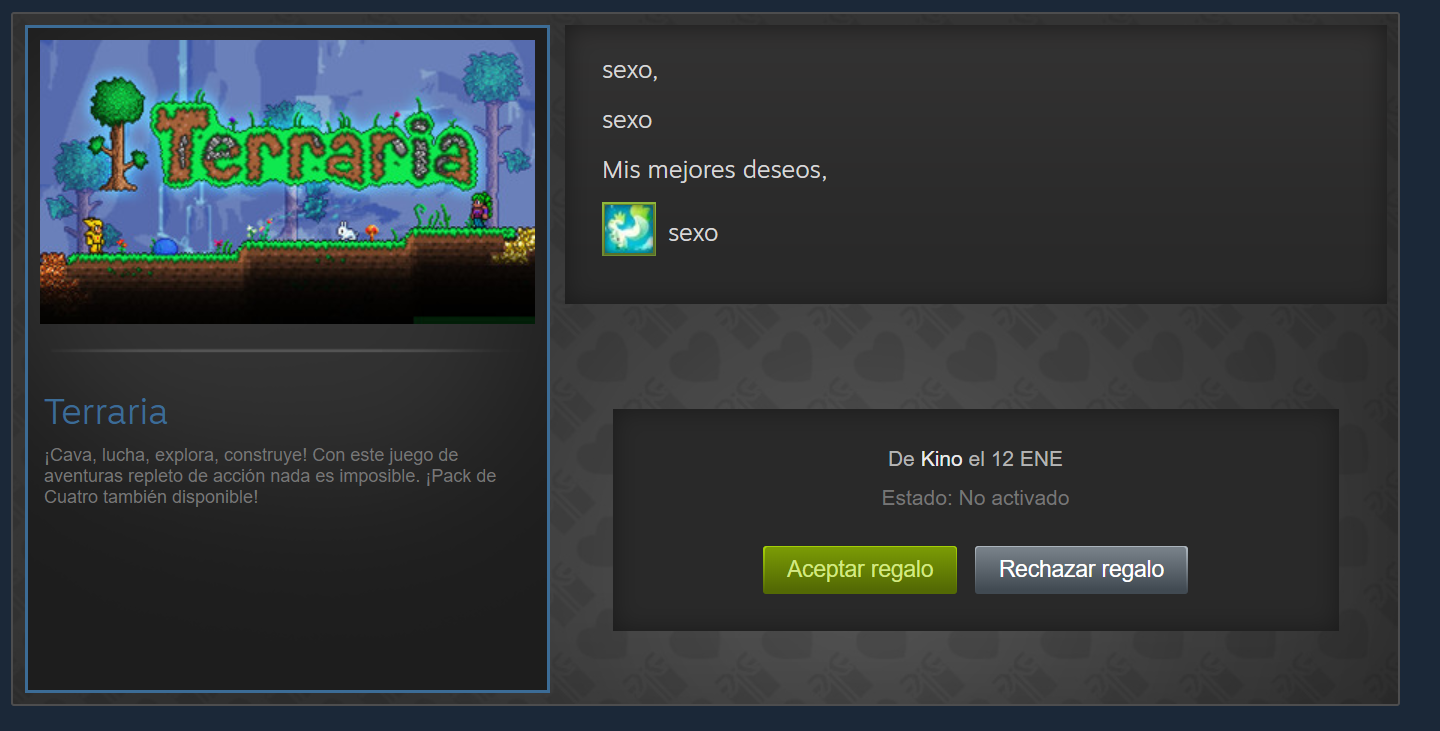 Terraria
Terraria
¡Cava, lucha, explora, construye! Con este juego de
aventuras repleto de acción nada es imposible. ¡Pack de
Cuatro también disponible!
sexo,
sexo
Mis mejores deseos,
sexo
De Kino el 12 ENE
Estado: No activado
Aceptar regalo
Rechazar regalo